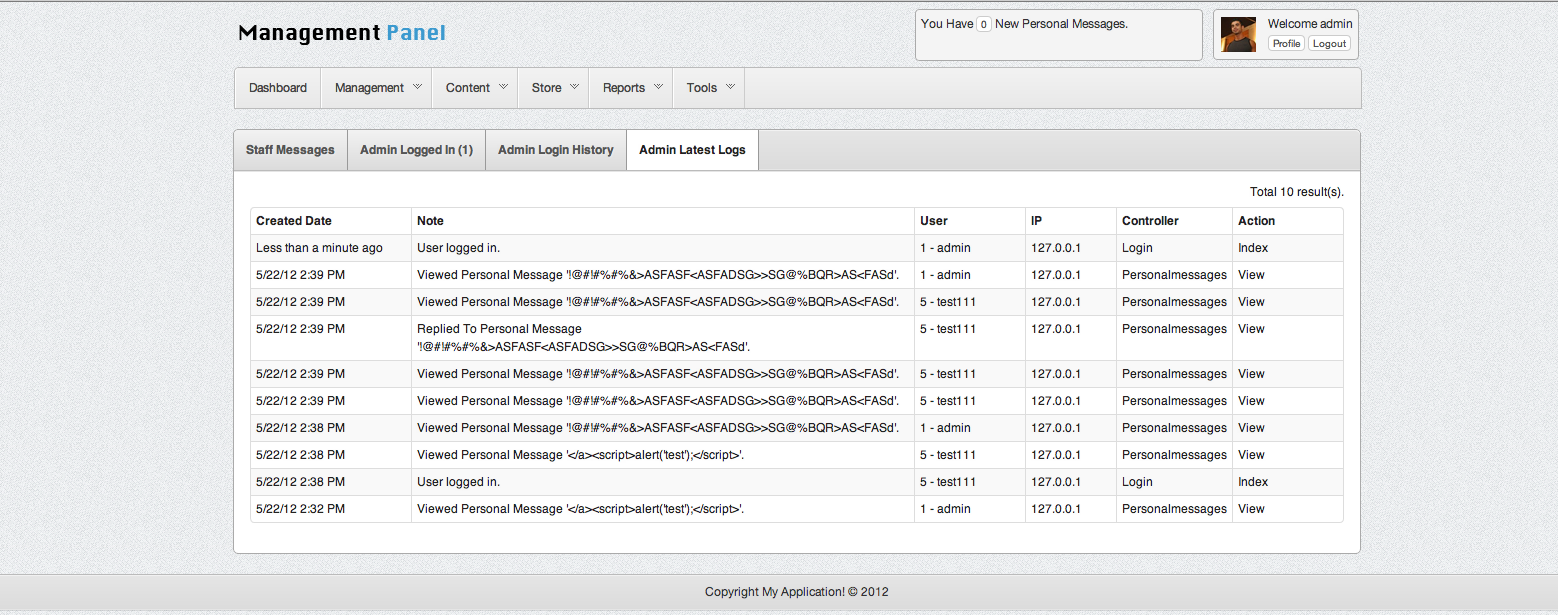 Management Panel
You Have 0 New Personal Messages.
Welcome admin
Profile Logout
Dashboard Management Content Store Reports Tools
Staff Messages Admin Logged In (1) Admin Login History Admin Latest Logs
Total 10 result(s).
Created Date Note User IP Controller Action
Less than a minute ago User logged in. 1 - admin 127.0.0.1 Login Index
5/22/12 2:39 PM Viewed Personal Message '!@#!#%#%&>ASFASF<ASFADSG>>SG@%BQR>AS<FASd'. 1 - admin 127.0.0.1 Personalmessages View
5/22/12 2:39 PM Viewed Personal Message '!@#!#%#%&>ASFASF<ASFADSG>>SG@%BQR>AS<FASd'. 5 - test111 127.0.0.1 Personalmessages View
5/22/12 2:39 PM Replied To Personal Message 5 - test111 127.0.0.1 Personalmessages View
'!@#!#%#%&>ASFASF<ASFADSG>>SG@%BQR>AS<FASd'.
5/22/12 2:39 PM Viewed Personal Message '!@#!#%#%&>ASFASF<ASFADSG>>SG@%BQR>AS<FASd'. 5 - test111 127.0.0.1 Personalmessages View
5/22/12 2:39 PM Viewed Personal Message '!@#!#%#%&>ASFASF<ASFADSG>>SG@%BQR>AS<FASd'. 5 - test111 127.0.0.1 Personalmessages View
5/22/12 2:38 PM Viewed Personal Message '!@#!#%#%&>ASFASF<ASFADSG>>SG@%BQR>AS<FASd'. 1 - admin 127.0.0.1 Personalmessages View
5/22/12 2:38 PM Viewed Personal Message '</a><script>alert('test');</script>'. 5 - test111 127.0.0.1 Personalmessages View
5/22/12 2:38 PM User logged in. 5 - test111 127.0.0.1 Login Index
5/22/12 2:32 PM Viewed Personal Message '</a><script>alert('test');</script>'. 1 - admin 127.0.0.1 Personalmessages View
Copyright My Application! © 2012